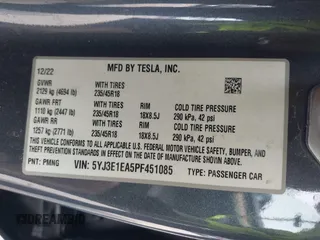 MFD BY TESLA, INC.
12/22
GVWR WITH TIRES
2129 kg (4694 lb) 235/45R18
GAWR FRT WITH TIRES RIM COLD TIRE PRESSURE
1110 kg (2447 lb) 235/45R18 18X8.5J 290 kPa, 42 psi
GAWR RR WITH TIRES RIM COLD TIRE PRESSURE
1257 kg (2771 lb) 235/45R18 18X8.5J 290 kPa, 42 psi
THIS VEHICLE CONFORMS TO ALL APPLICABLE U.S. FEDERAL MOTOR VEHICLE SAFETY, BUMPER, AND
THEFT PREVENTION STANDARDS IN EFFECT ON THE DATE OF MANUFACTURE SHOWN ABOVE.
PNT: PMNG VIN: 5YJ3E1EA5PF451085 TYPE: PASSENGER CAR